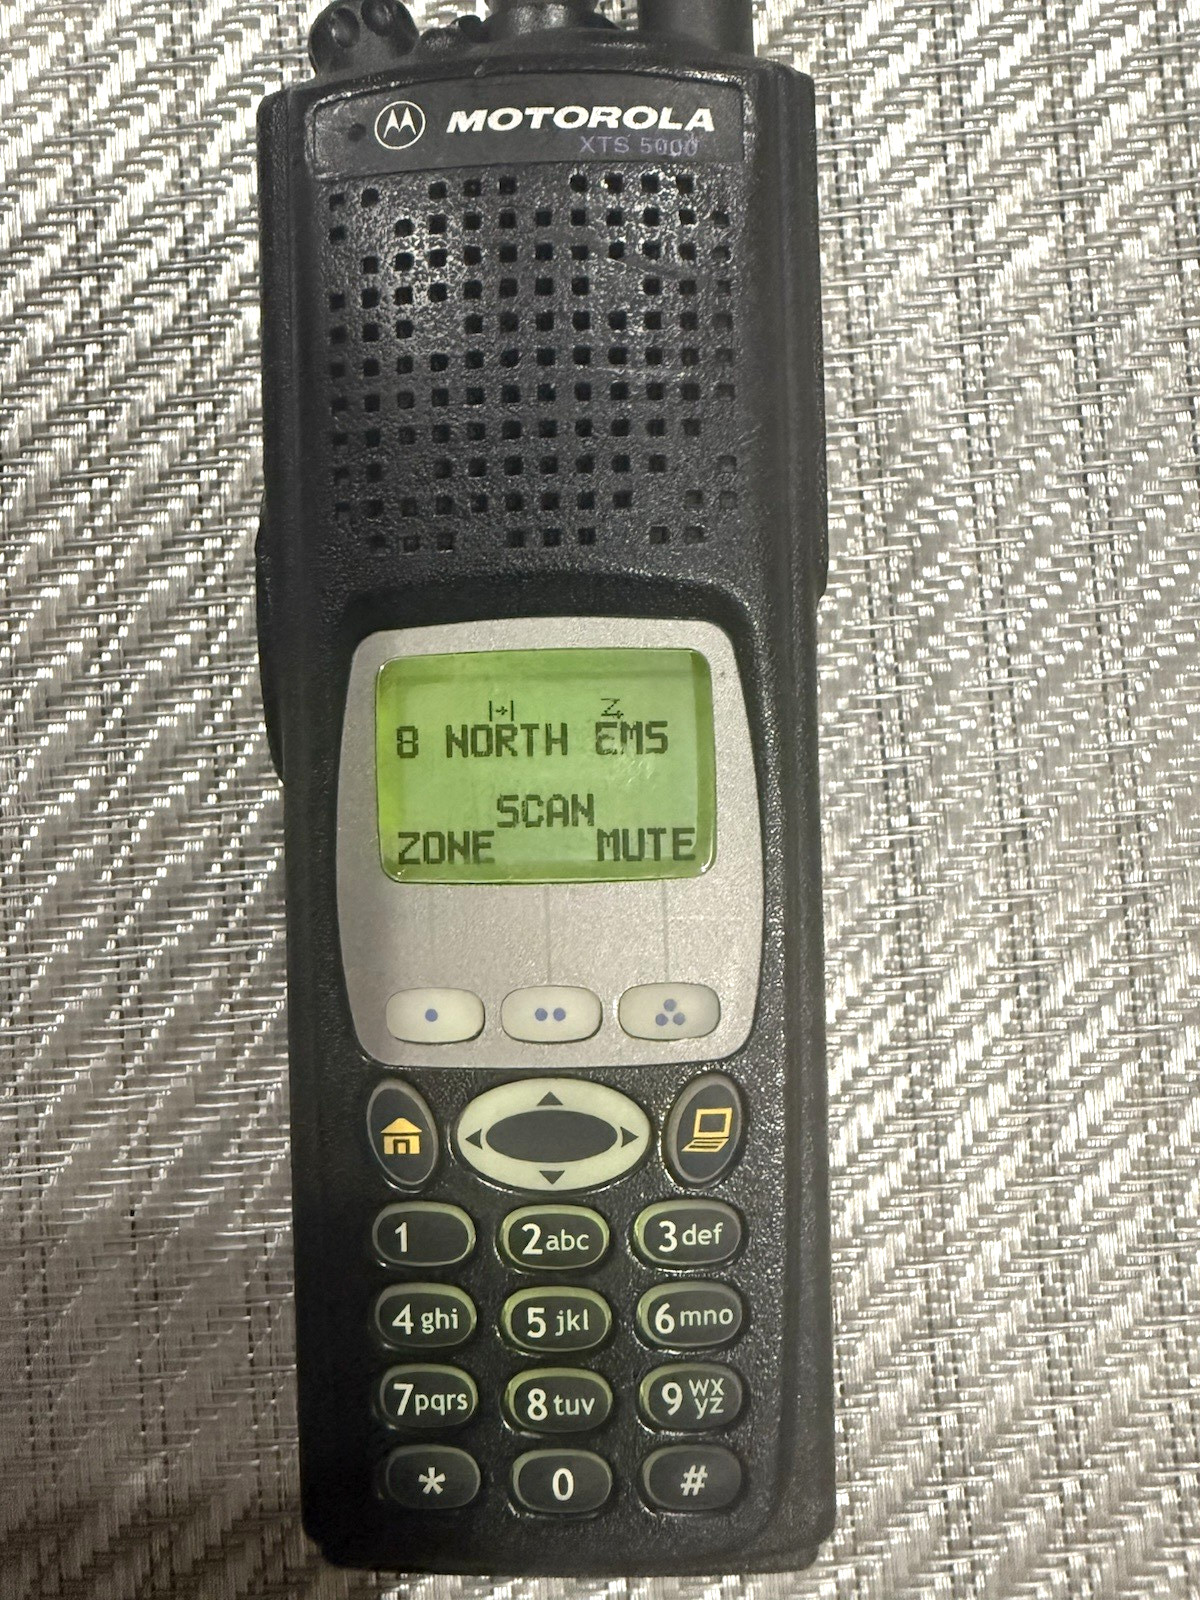 MOTOROLA
XTS 5000
8 NORTH EMS
SCAN
ZONE MUTE
1 2abc 3def
4ghi 5jkl 6mno
7pqrs 8tuv 9wxyz
* 0 #